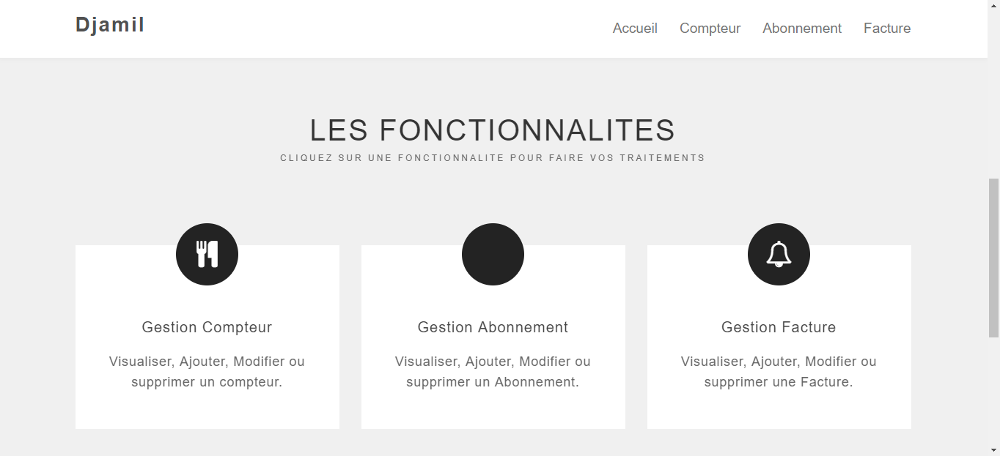 Djamil
Accueil Compteur Abonnement Facture
LES FONCTIONNALITES
CLIQUEZ SUR UNE FONCTIONNALITE POUR FAIRE VOS TRAITEMENTS
Gestion Compteur
Visualiser, Ajouter, Modifier ou
supprimer un compteur.
Gestion Abonnement
Visualiser, Ajouter, Modifier ou
supprimer un Abonnement.
Gestion Facture
Visualiser, Ajouter, Modifier ou
supprimer une Facture.